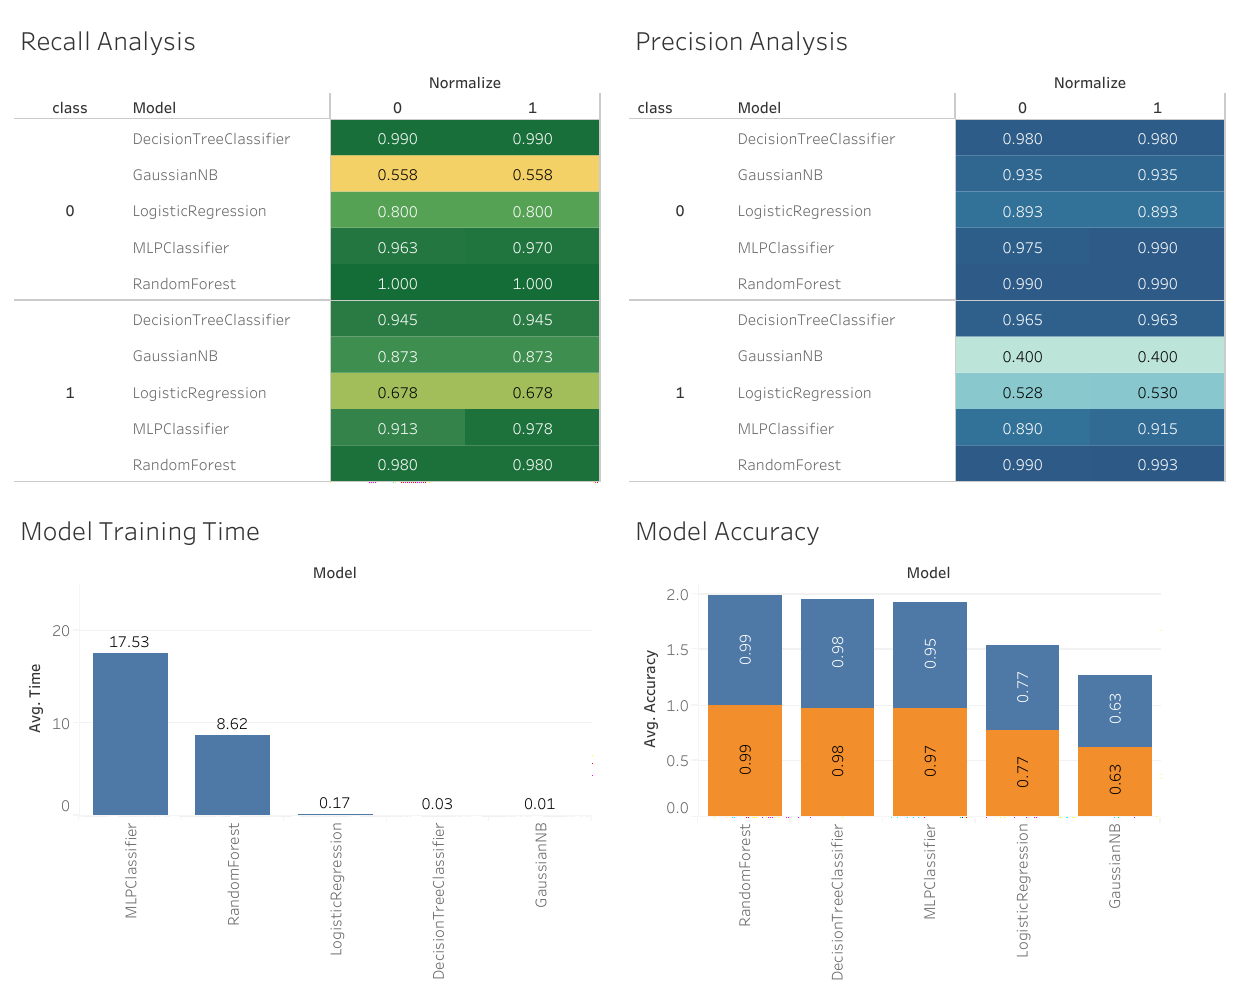 Recall Analysis
Normalize
class Model 0 1
0
DecisionTreeClassifier 0.990 0.990
GaussianNB 0.558 0.558
LogisticRegression 0.800 0.800
MLPClassifier 0.963 0.970
RandomForest 1.000 1.000
1
DecisionTreeClassifier 0.945 0.945
GaussianNB 0.873 0.873
LogisticRegression 0.678 0.678
MLPClassifier 0.913 0.978
RandomForest 0.980 0.980
Precision Analysis
Normalize
class Model 0 1
0
DecisionTreeClassifier 0.980 0.980
GaussianNB 0.935 0.935
LogisticRegression 0.893 0.893
MLPClassifier 0.975 0.990
RandomForest 0.990 0.990
1
DecisionTreeClassifier 0.965 0.963
GaussianNB 0.400 0.400
LogisticRegression 0.528 0.530
MLPClassifier 0.890 0.915
RandomForest 0.990 0.993
Model Training Time
Model
Avg. Time
20
10
0
17.53
8.62
0.17
0.03
0.01
MLPClassifier
RandomForest
LogisticRegression
DecisionTreeClassifier
GaussianNB
Model Accuracy
Model
Avg. Accuracy
2.0
1.5
1.0
0.5
0.0
0.99
0.98
0.95
0.77
0.63
0.99
0.98
0.97
0.77
0.63
RandomForest
DecisionTreeClassifier
MLPClassifier
LogisticRegression
GaussianNB